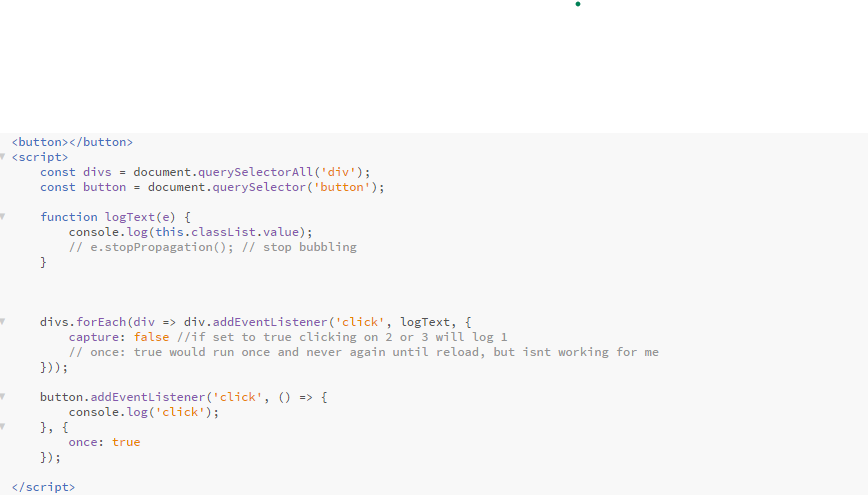 <button></button>
<script>
const divs = document.querySelectorAll('div');
const button = document.querySelector('button');
function logText(e) {
console.log(this.classList.value);
// e.stopPropagation(); // stop bubbling
}
divs.forEach(div => div.addEventListener('click', logText, {
capture: false //if set to true clicking on 2 or 3 will log 1
// once: true would run once and never again until reload, but isnt working for me
}));
button.addEventListener('click', () => {
console.log('click');
}, {
once: true
});
</script>